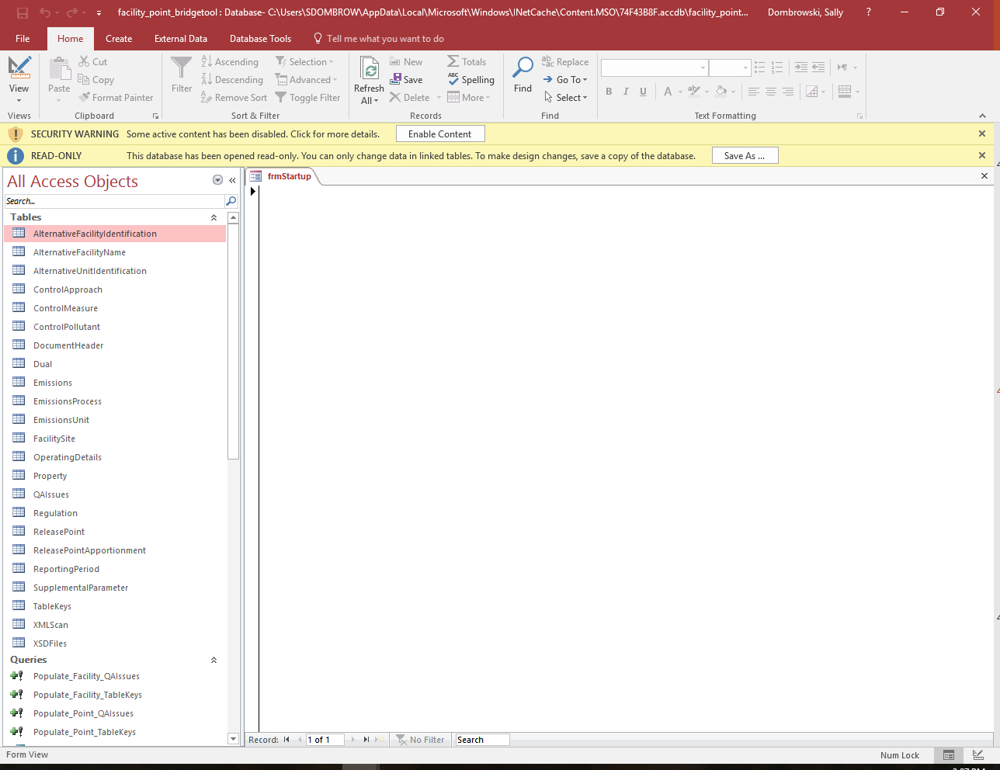 facility_point_bridgetool : Database- C:\Users\SDOMBROW\AppData\Local\Microsoft\Windows\INetCache\Content.MSO\74F43B8F.accdb\facility_point... Dombrowski, Sally ?
File Home Create External Data Database Tools Tell me what you want to do
View
Views
Paste
Cut
Copy
Format Painter
Clipboard
Filter
Ascending
Descending
Remove Sort
Selection
Advanced
Toggle Filter
Sort & Filter
Refresh
All
New
Save
Delete
Totals
Spelling
More
Records
Find
Replace
Go To
Select
Find
B I U A
Text Formatting
SECURITY WARNING Some active content has been disabled. Click for more details. Enable Content
READ-ONLY This database has been opened read-only. You can only change data in linked tables. To make design changes, save a copy of the database. Save As ...
All Access Objects
Search...
Tables
AlternativeFacilityIdentification
AlternativeFacilityName
AlternativeUnitIdentification
ControlApproach
ControlMeasure
ControlPollutant
DocumentHeader
Dual
Emissions
EmissionsProcess
EmissionsUnit
FacilitySite
OperatingDetails
Property
QAIssues
Regulation
ReleasePoint
ReleasePointApportionment
ReportingPeriod
SupplementalParameter
TableKeys
XMLScan
XSDFiles
Queries
Populate_Facility_QAIssues
Populate_Facility_TableKeys
Populate_Point_QAIssues
Populate_Point_TableKeys
frmStartup
Record: 1 of 1 No Filter Search
Form View Num Lock